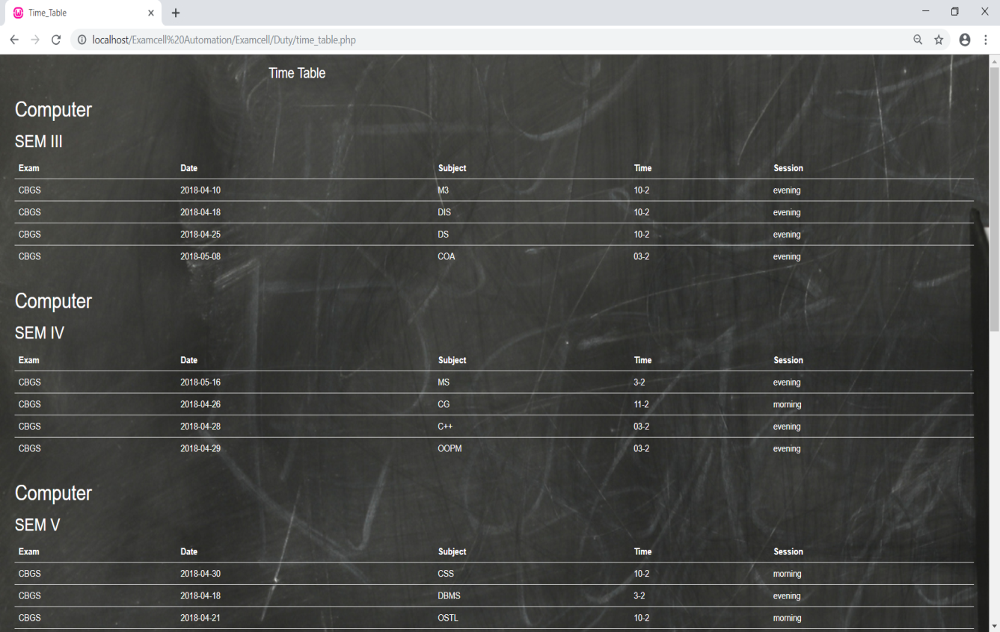 Time_Table
localhost/Examcell%20Automation/Examcell/Duty/time_table.php
Time Table
Computer
SEM III
Exam Date Subject Time Session
CBGS 2018-04-10 M3 10-2 evening
CBGS 2018-04-18 DIS 10-2 evening
CBGS 2018-04-25 DS 10-2 evening
CBGS 2018-05-08 COA 03-2 evening
Computer
SEM IV
Exam Date Subject Time Session
CBGS 2018-05-16 MS 3-2 evening
CBGS 2018-04-26 CG 11-2 morning
CBGS 2018-04-28 C++ 03-2 evening
CBGS 2018-04-29 OOPM 03-2 evening
Computer
SEM V
Exam Date Subject Time Session
CBGS 2018-04-30 CSS 10-2 morning
CBGS 2018-04-18 DBMS 3-2 evening
CBGS 2018-04-21 OSTL 10-2 morning